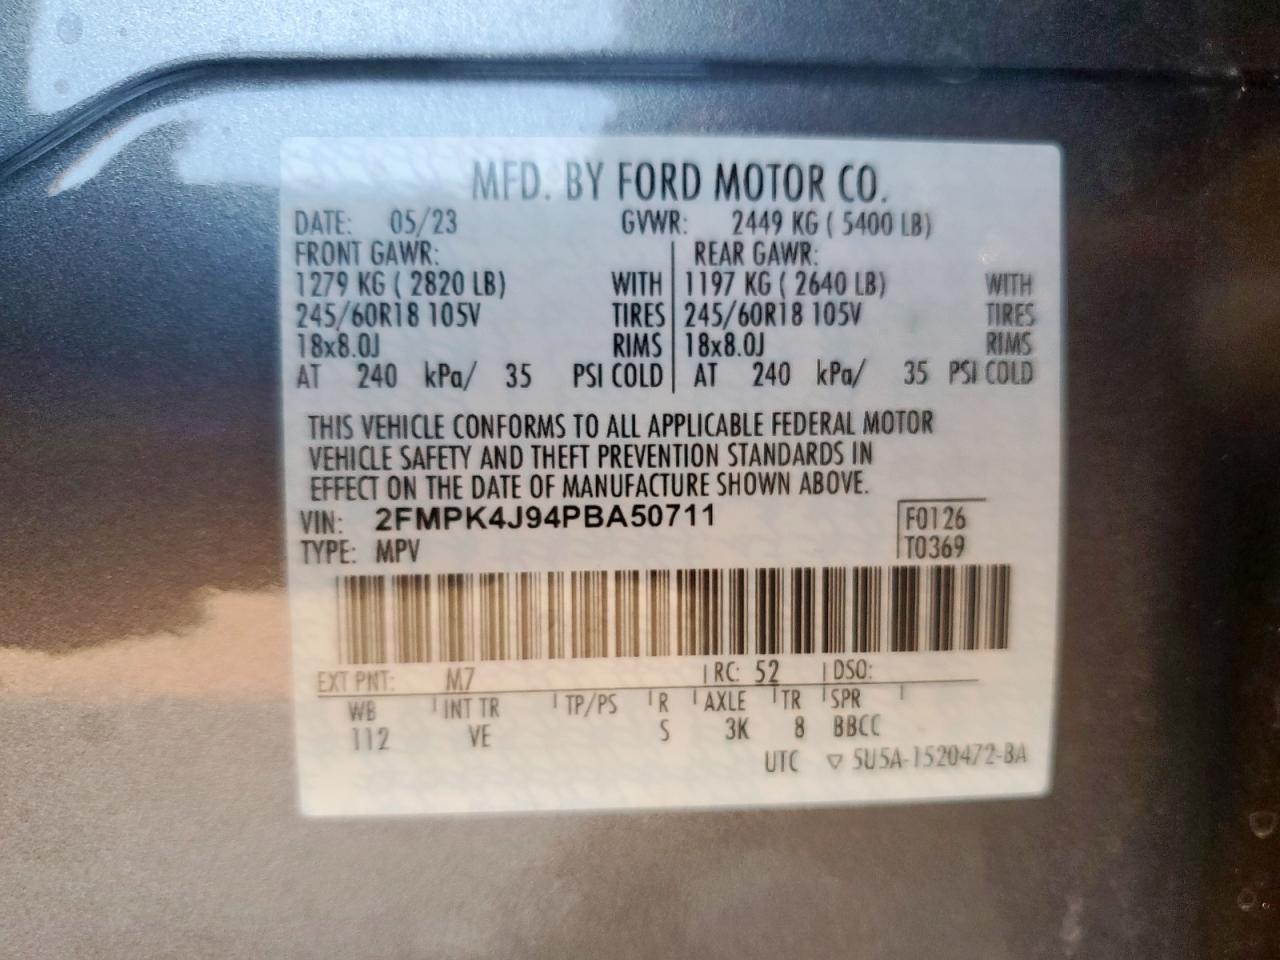 MFD. BY FORD MOTOR CO.
DATE: 05/23 GVWR: 2449 KG ( 5400 LB)
FRONT GAWR: REAR GAWR:
1279 KG ( 2820 LB) WITH 1197 KG ( 2640 LB) WITH
245/60R18 105V TIRES 245/60R18 105V TIRES
18x8.0J RIMS 18x8.0J RIMS
AT 240 kPa/ 35 PSI COLD AT 240 kPa/ 35 PSI COLD
THIS VEHICLE CONFORMS TO ALL APPLICABLE FEDERAL MOTOR
VEHICLE SAFETY AND THEFT PREVENTION STANDARDS IN
EFFECT ON THE DATE OF MANUFACTURE SHOWN ABOVE.
VIN: 2FMPK4J94PBA50711 F0126
TYPE: MPV T0369
EXT PNT: M7 RC: 52 DSO:
WB INT TR TP/PS R AXLE TR SPR
112 VE S 3K 8 BBCC
UTC ▽ 5U5A-1520472-BA